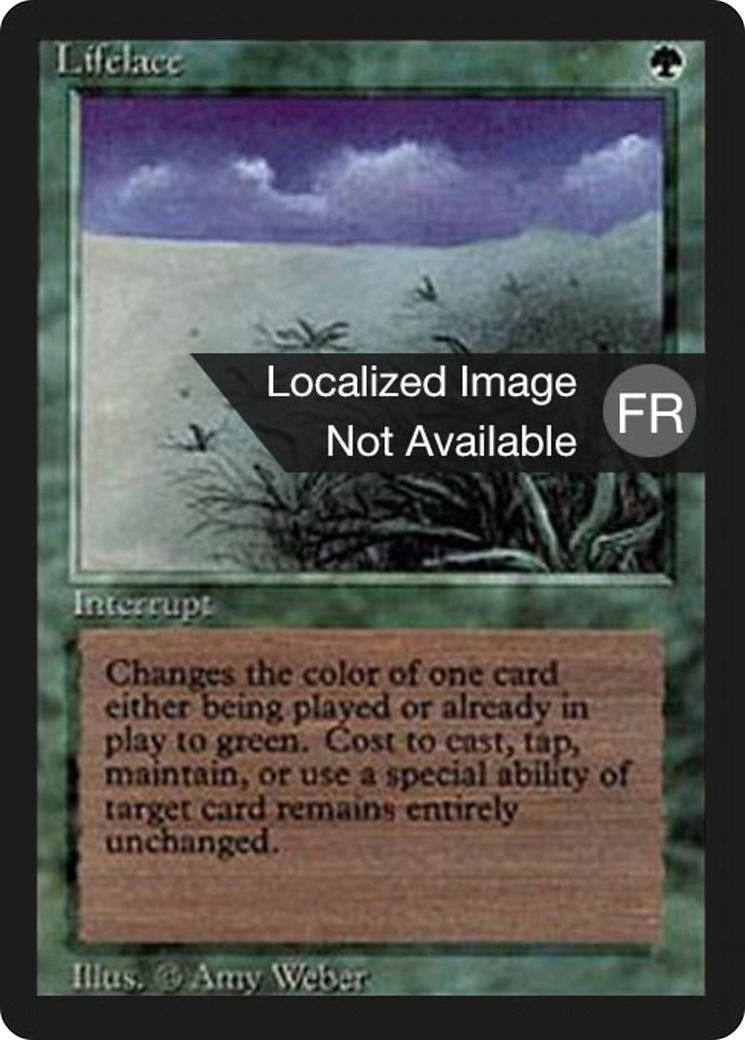 Lifelace
Localized Image
Not Available
FR
Interrupt
Changes the color of one card
either being played or already in
play to green. Cost to cast, tap,
maintain, or use a special ability of
target card remains entirely
unchanged.
Illus. © Amy Weber